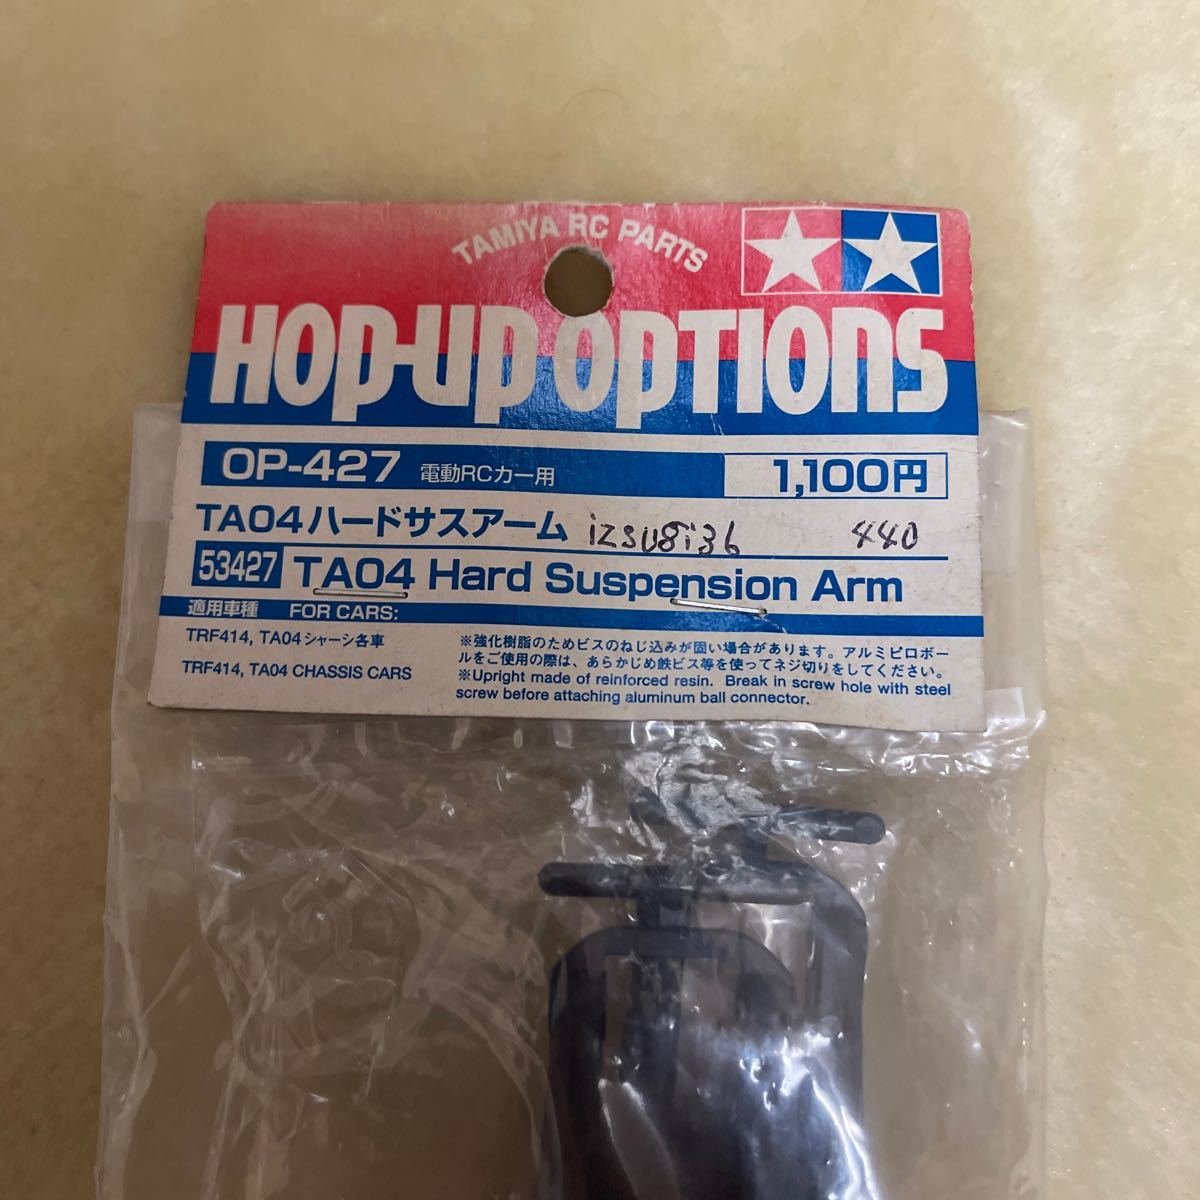 TAMIYA RC PARTS
HOP-UP OPTIONS
OP-427 電動RCカー用 1,100円
TA04ハードサスアーム izsu8i36 440
53427 TA04 Hard Suspension Arm
適用車種 FOR CARS:
TRF414, TA04シャーシ各車
TRF414, TA04 CHASSIS CARS
※強化樹脂のためビスのねじ込みが固い場合があります。アルミピロボー
ルをご使用の際は、あらかじめ鉄ビス等を使ってネジ切りをしてください。
※Upright made of reinforced resin. Break in screw hole with steel
screw before attaching aluminum ball connector.